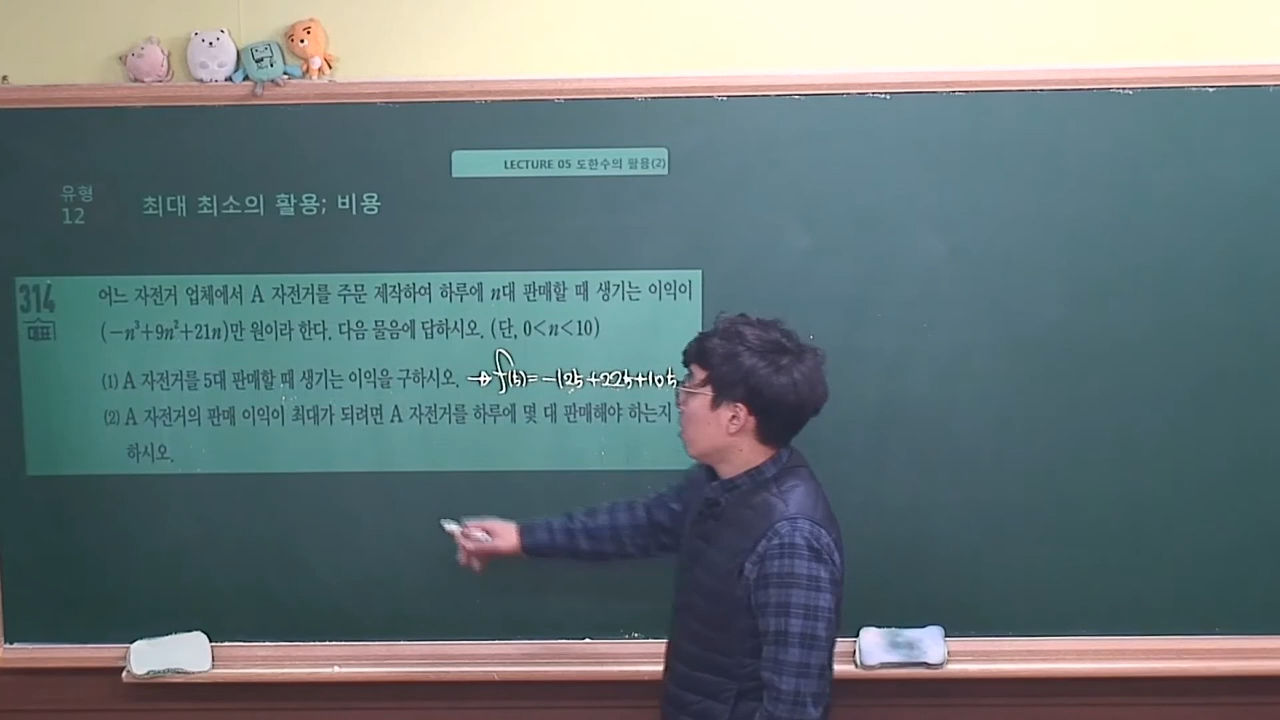 LECTURE 05 도함수의 활용(2)
유형
12
최대 최소의 활용; 비용
314
대표
어느 자전거 업체에서 A 자전거를 주문 제작하여 하루에 n대 판매할 때 생기는 이익이
(−n³+9n²+21n)만 원이라 한다. 다음 물음에 답하시오. (단, 0<n<10)
(1) A 자전거를 5대 판매할 때 생기는 이익을 구하시오. → f(5)=−125+225+105
(2) A 자전거의 판매 이익이 최대가 되려면 A 자전거를 하루에 몇 대 판매해야 하는지
하시오.